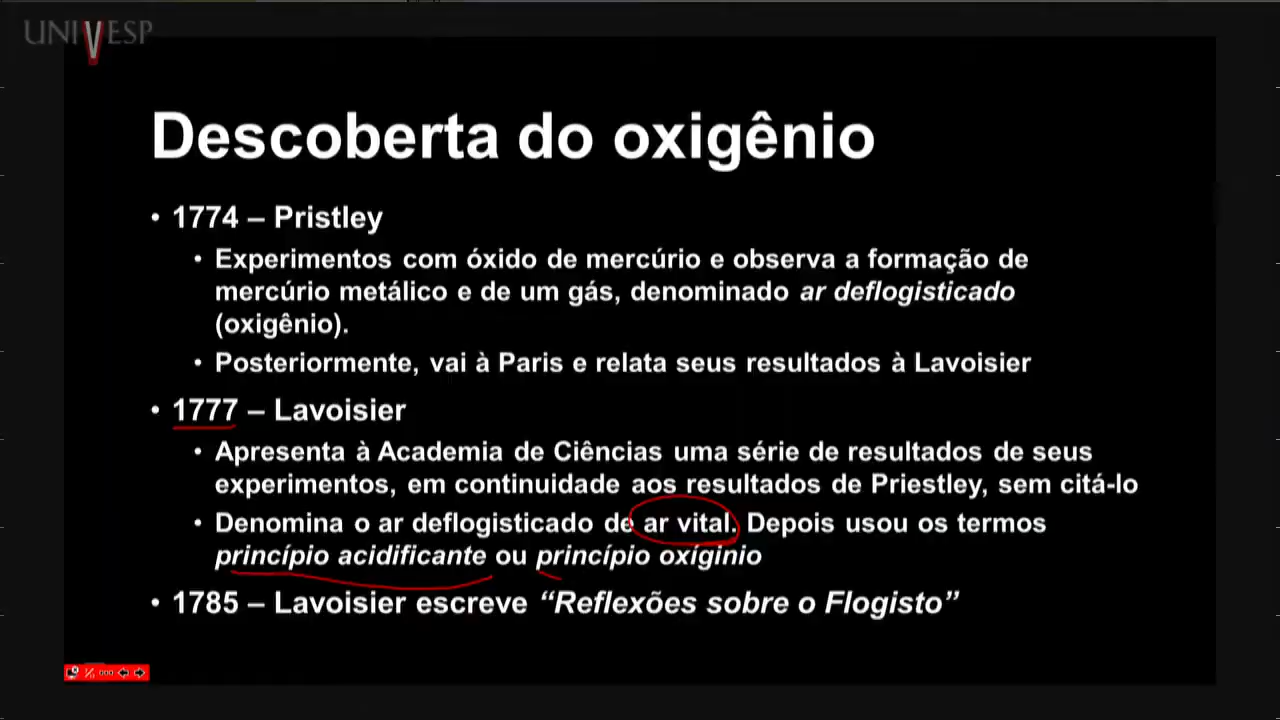 UNIVESP
Descoberta do oxigênio
• 1774 – Pristley
• Experimentos com óxido de mercúrio e observa a formação de
mercúrio metálico e de um gás, denominado ar deflogisticado
(oxigênio).
• Posteriormente, vai à Paris e relata seus resultados à Lavoisier
• 1777 – Lavoisier
• Apresenta à Academia de Ciências uma série de resultados de seus
experimentos, em continuidade aos resultados de Priestley, sem citá-lo
• Denomina o ar deflogisticado de ar vital. Depois usou os termos
princípio acidificante ou princípio oxíginio
• 1785 – Lavoisier escreve “Reflexões sobre o Flogisto”